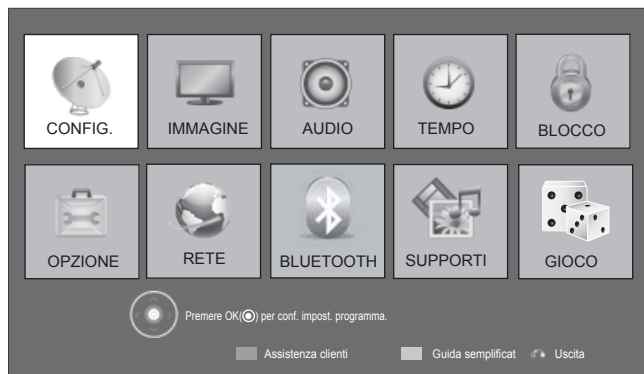 CONFIG. IMMAGINE AUDIO TEMPO BLOCCO
OPZIONE RETE BLUETOOTH SUPPORTI GIOCO
Premere OK(◉) per conf. impost. programma.
Assistenza clienti Guida semplificat Uscita